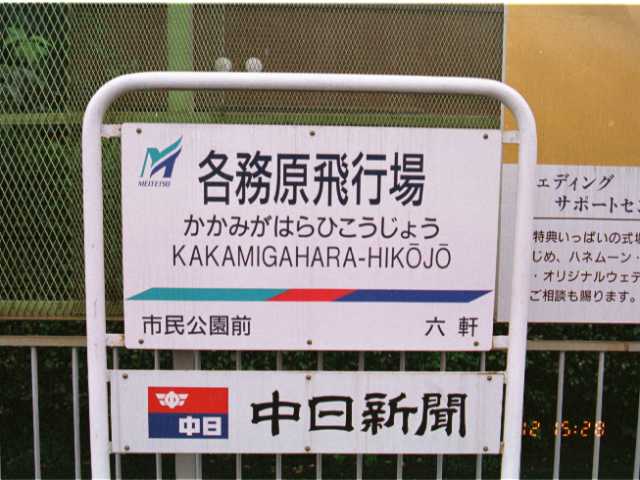 MEITETSU
各務原飛行場
かかみがはらひこうじょう
KAKAMIGAHARA-HIKŌJŌ
市民公園前
六軒
中日
中日新聞
ェディング
サポートセ
特典いっぱいの式場
じめ、ハネムーン・
・オリジナルウェデ
ご相談も賜ります。
12 15:28